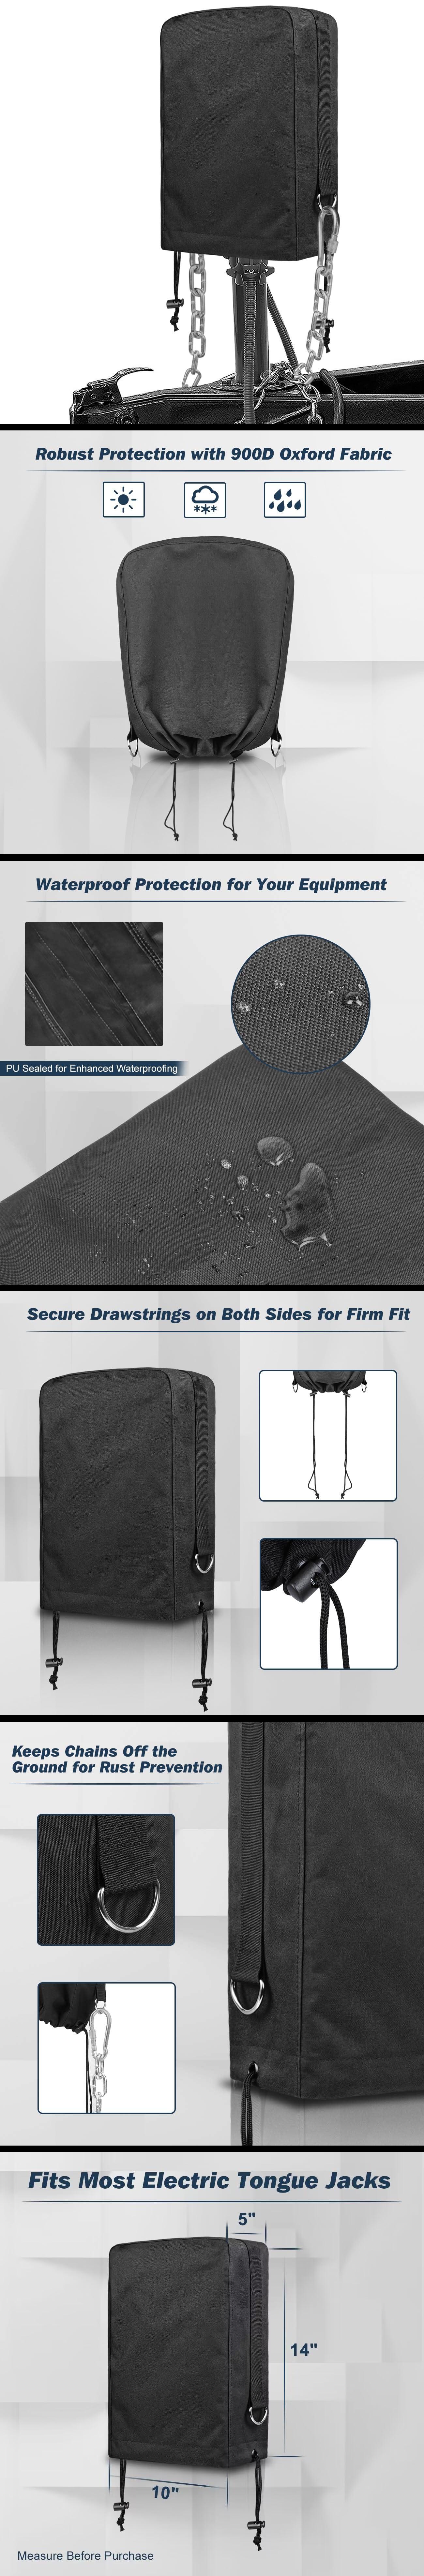 Robust Protection with 900D Oxford Fabric
Waterproof Protection for Your Equipment
PU Sealed for Enhanced Waterproofing
Secure Drawstrings on Both Sides for Firm Fit
Keeps Chains Off the
Ground for Rust Prevention
Fits Most Electric Tongue Jacks
5"
14"
10"
Measure Before Purchase